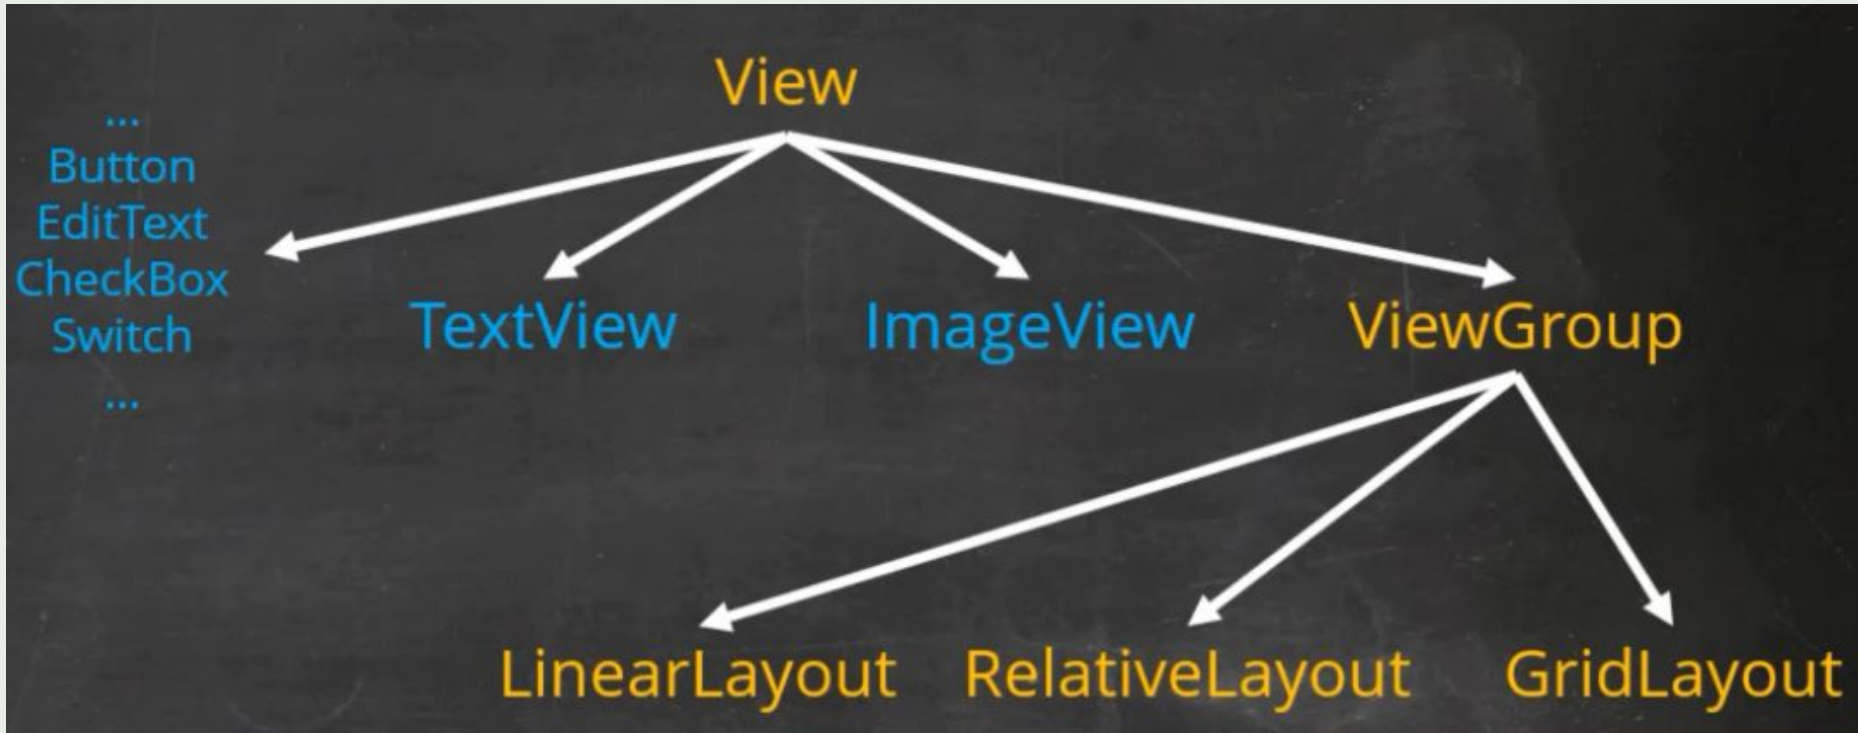 View
...
Button
EditText
CheckBox
Switch
...
TextView
ImageView
ViewGroup
LinearLayout
RelativeLayout
GridLayout